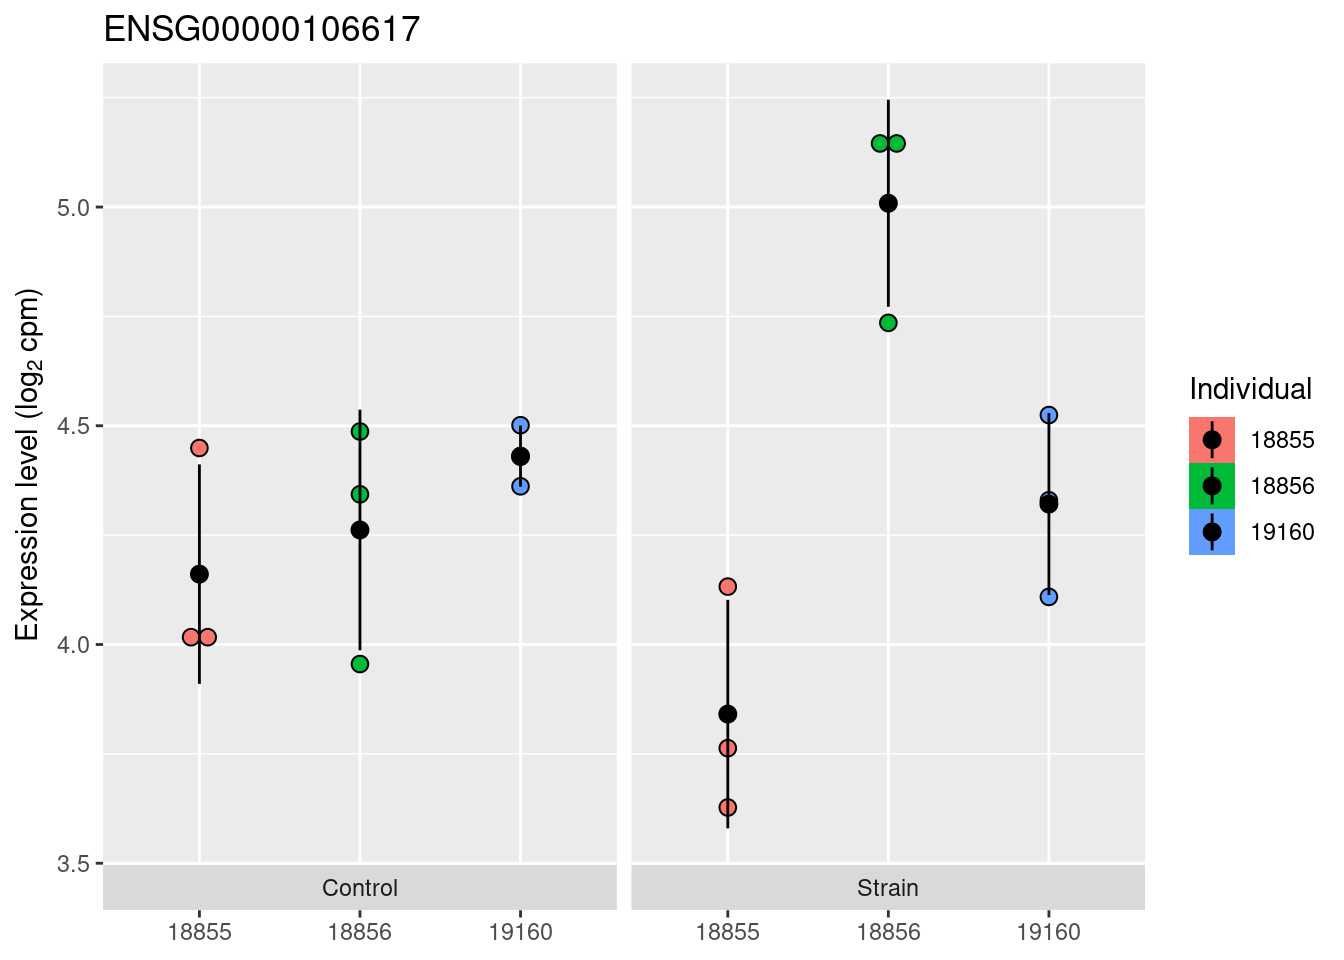 ENSG00000106617
Expression level (log₂ cpm)
5.0
4.5
4.0
3.5
Control
Strain
18855
18856
19160
18855
18856
19160
Individual
18855
18856
19160